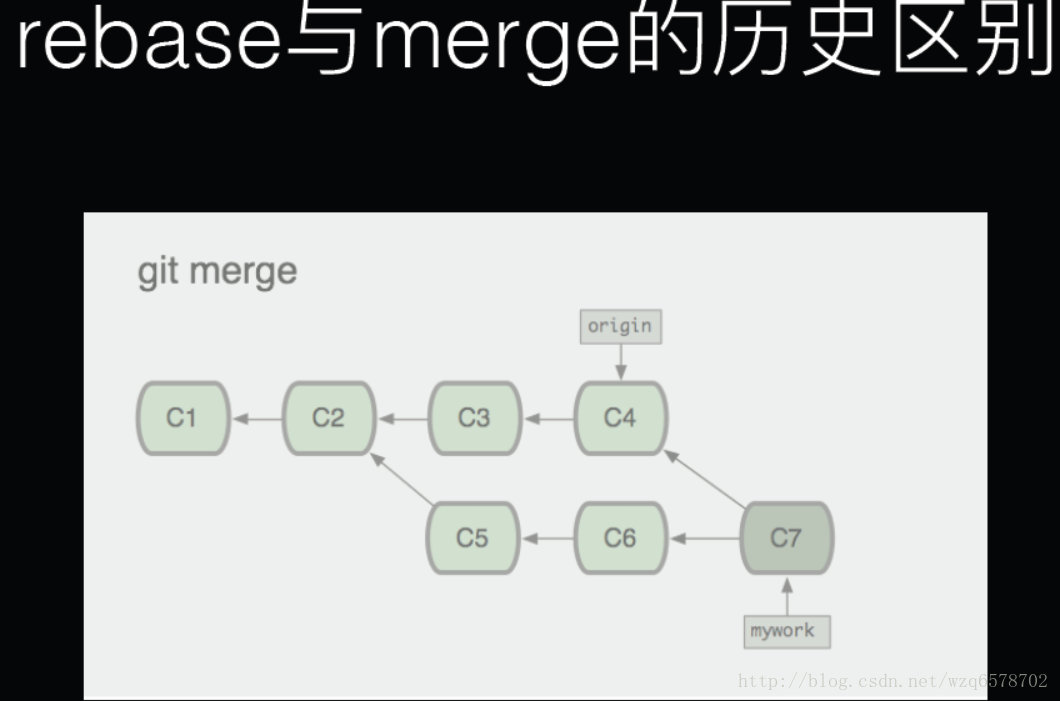 rebase与merge的历史区别
git merge
origin
C1 C2 C3 C4
C5 C6 C7
mywork
http://blog.csdn.net/wzq6578702